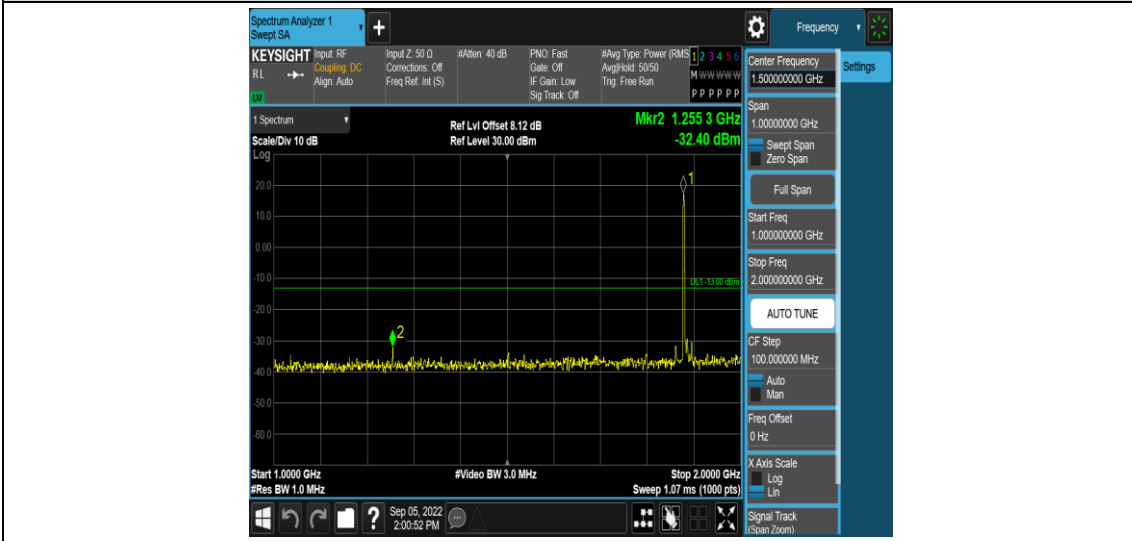 Spectrum Analyzer 1
Swept SA
Frequency
KEYSIGHT
RL
Input: RF
Coupling: DC
Align: Auto
Input Z: 50 Ω
Corrections: Off
Freq Ref: Int (S)
#Atten: 40 dB
PNO: Fast
Gate: Off
IF Gain: Low
Sig Track: Off
#Avg Type: Power (RMS
Avg|Hold: 50/50
Trig: Free Run
1 2 3 4 5 6
M W W W W W
P P P P P P
1 Spectrum
Scale/Div 10 dB
Log
Ref Lvl Offset 8.12 dB
Ref Level 30.00 dBm
Mkr2 1.255 3 GHz
-32.40 dBm
20.0
10.0
0.00
-10.0
-20.0
-30.0
-40.0
-50.0
-60.0
1
2
DL1 -13.00 dBm
Start 1.0000 GHz
#Res BW 1.0 MHz
#Video BW 3.0 MHz
Stop 2.0000 GHz
Sweep 1.07 ms (1000 pts)
Sep 05, 2022
2:00:52 PM
Center Frequency
1.500000000 GHz
Settings
Span
1.00000000 GHz
Swept Span
Zero Span
Full Span
Start Freq
1.000000000 GHz
Stop Freq
2.000000000 GHz
AUTO TUNE
CF Step
100.000000 MHz
Auto
Man
Freq Offset
0 Hz
X Axis Scale
Log
Lin
Signal Track
(Span Zoom)